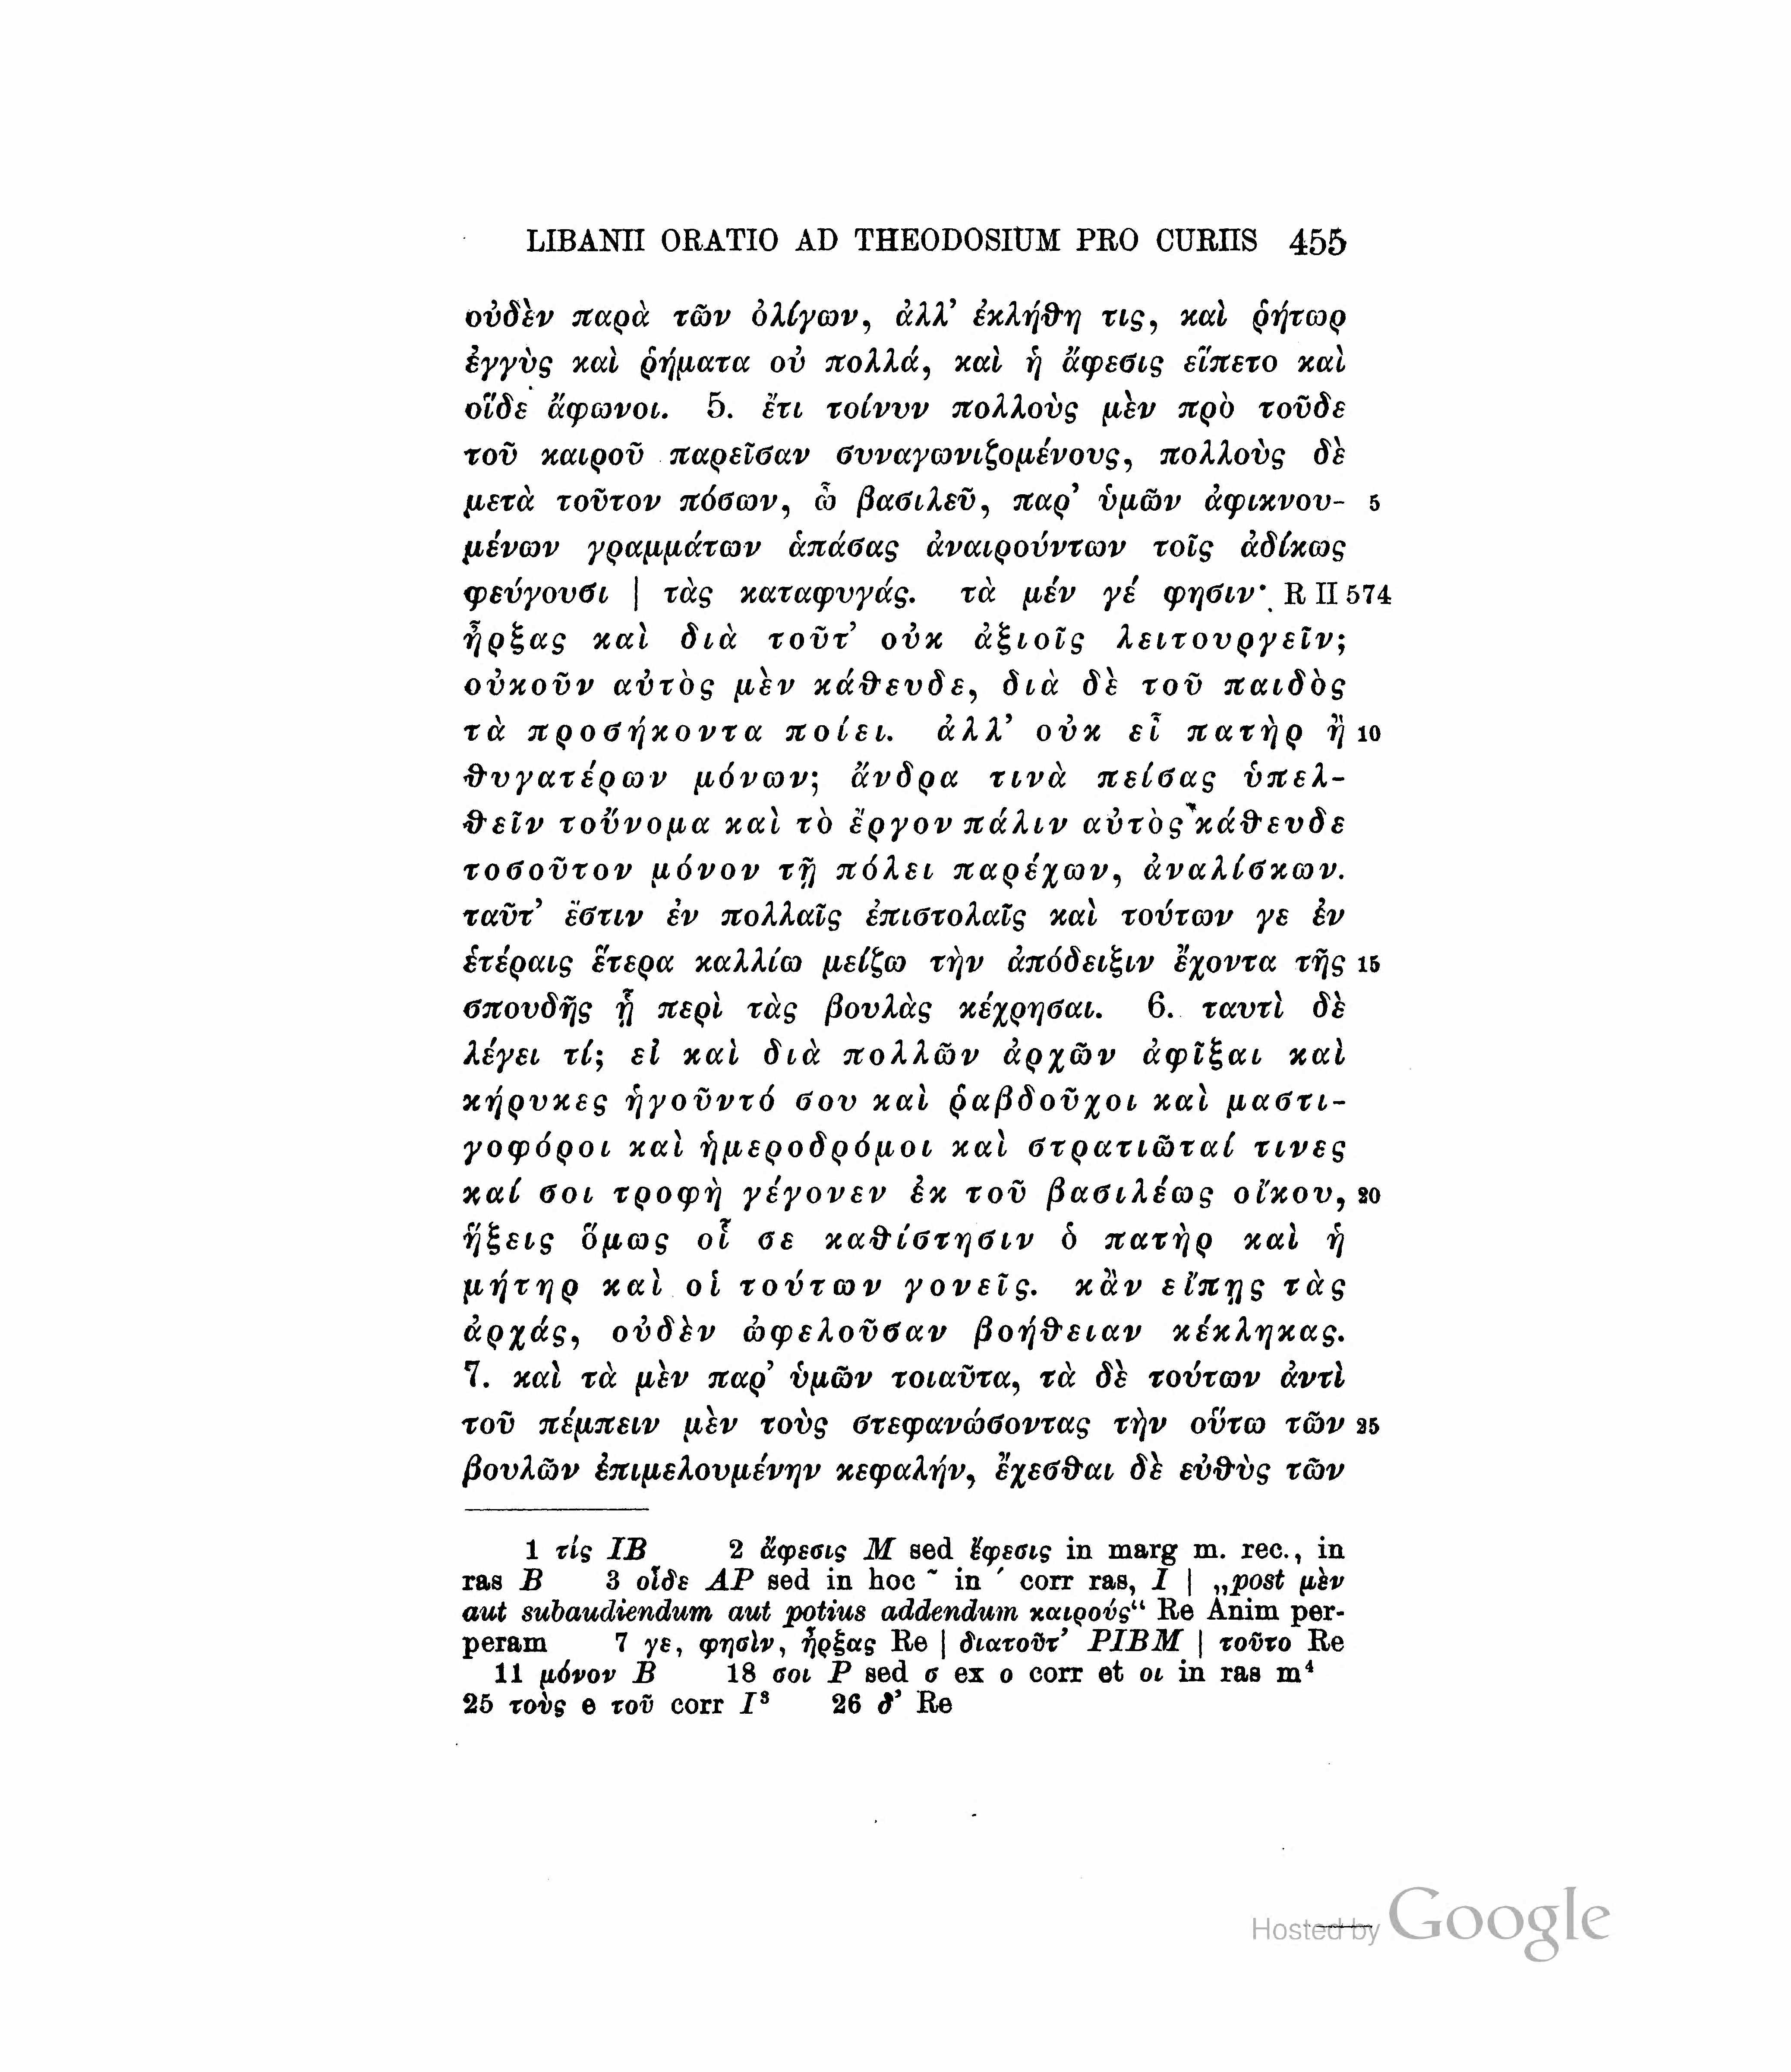 LIBANII ORATIO AD THEODOSIUM PRO CURIIS 455
οὐδὲν παρὰ τῶν ὀλίγων, ἀλλ’ ἐκλήθη τις, καὶ ῥήτωρ
ἐγγὺς καὶ ῥήματα οὐ πολλά, καὶ ἡ ἄφεσις εἵπετο καὶ
οἵδε ἄφωνοι. 5. ἔτι τοίνυν πολλοὺς μὲν πρὸ τοῦδε
τοῦ καιροῦ παρεῖσαν συναγωνιζομένους, πολλοὺς δὲ
μετὰ τοῦτον πόσων, ὦ βασιλεῦ, παρ’ ὑμῶν ἀφικνου- 5
μένων γραμμάτων ἁπάσας ἀναιρούντων τοῖς ἀδίκως
φεύγουσι | τὰς καταφυγάς. τὰ μέν γέ φησιν· R II 574
ἦρξας καὶ διὰ τοῦτ’ οὐκ ἀξιοῖς λειτουργεῖν;
οὐκοῦν αὐτὸς μὲν κάθευδε, διὰ δὲ τοῦ παιδὸς
τὰ προσήκοντα ποίει. ἀλλ’ οὐκ εἶ πατὴρ ἢ 10
θυγατέρων μόνων; ἄνδρα τινὰ πείσας ὑπελ-
θεῖν τοὔνομα καὶ τὸ ἔργον πάλιν αὐτὸς κάθευδε
τοσοῦτον μόνον τῇ πόλει παρέχων, ἀναλίσκων.
ταῦτ’ ἔστιν ἐν πολλαῖς ἐπιστολαῖς καὶ τούτων γε ἐν
ἑτέραις ἕτερα καλλίω μείζω τὴν ἀπόδειξιν ἔχοντα τῆς 15
σπουδῆς ᾗ περὶ τὰς βουλὰς κέχρησαι. 6. ταυτὶ δὲ
λέγει τί; εἰ καὶ διὰ πολλῶν ἀρχῶν ἀφῖξαι καὶ
κήρυκες ἡγοῦντό σου καὶ ῥαβδοῦχοι καὶ μαστι-
γοφόροι καὶ ἡμεροδρόμοι καὶ στρατιῶταί τινες
καί σοι τροφὴ γέγονεν ἐκ τοῦ βασιλέως οἴκου, 20
ἥξεις ὅμως οἷ σε καθίστησιν ὁ πατὴρ καὶ ἡ
μήτηρ καὶ οἱ τούτων γονεῖς. κἂν εἴπῃς τὰς
ἀρχάς, οὐδὲν ὠφελοῦσαν βοήθειαν κέκληκας.
7. καὶ τὰ μὲν παρ’ ὑμῶν τοιαῦτα, τὰ δὲ τούτων ἀντὶ
τοῦ πέμπειν μὲν τοὺς στεφανώσοντας τὴν οὕτω τῶν 25
βουλῶν ἐπιμελουμένην κεφαλήν, ἔχεσθαι δὲ εὐθὺς τῶν
1 τίς IB 2 ἄφεσις M sed ἔφεσις in marg m. rec., in
ras B 3 οἶδε AP sed in hoc ῀ in ´ corr ras, I | „post μὲν
aut subaudiendum aut potius addendum καιρούς“ Re Anim per-
peram 7 γε, φησὶν, ἦρξας Re | διατοῦτ’ PIBM | τοῦτο Re
11 μόνον B 18 σοι P sed σ ex ο corr et οι in ras m⁴
25 τοὺς e τοῦ corr I³ 26 δ’ Re
Hosted by Google